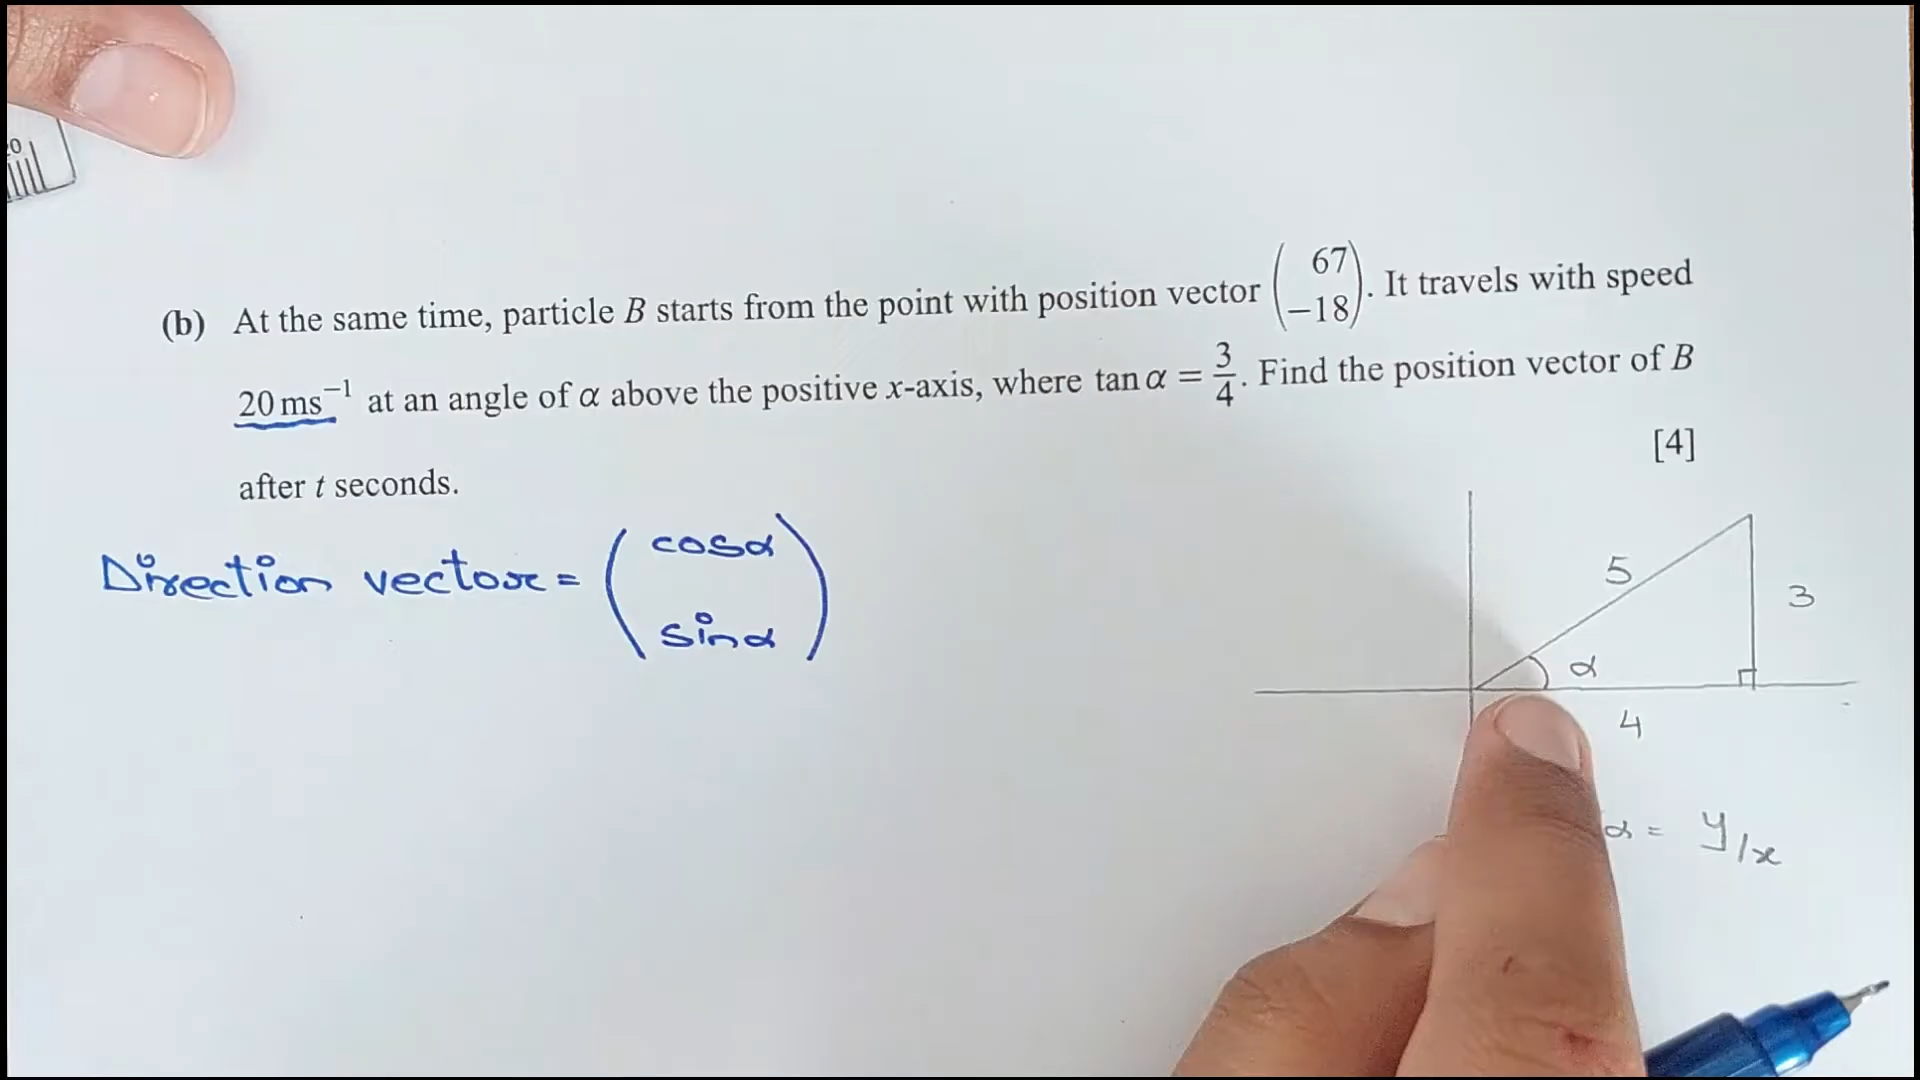 (b) At the same time, particle B starts from the point with position vector (67 −18). It travels with speed
20 ms⁻¹ at an angle of α above the positive x-axis, where tan α = 3/4. Find the position vector of B
[4]
after t seconds.
Direction vector = (cosα
sinα)
5
3
α
4
α = y/x